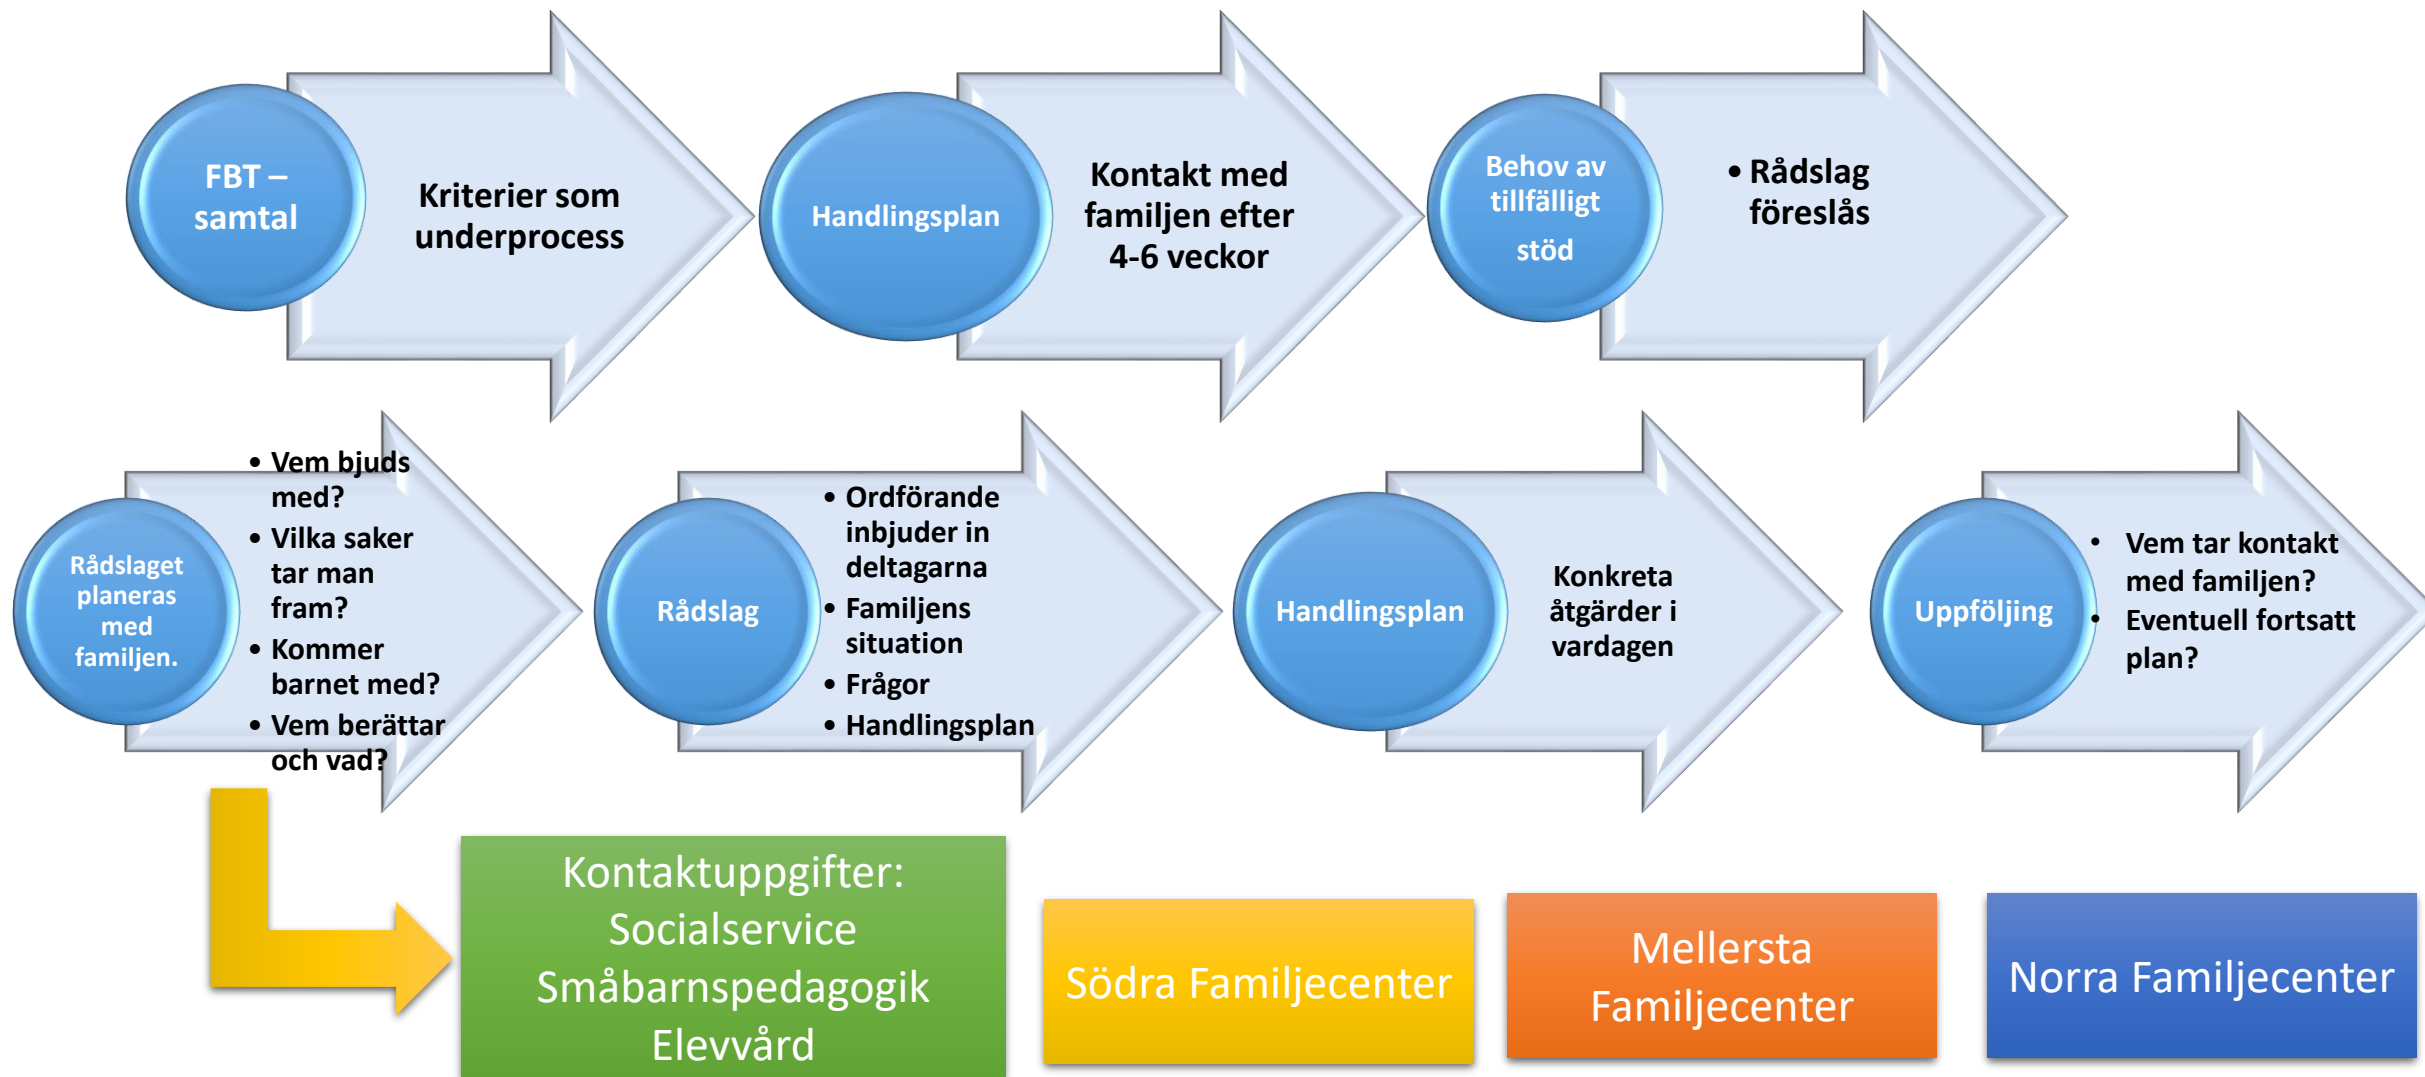 FBT –
samtal
Kriterier som
underprocess
Handlingsplan
Kontakt med
familjen efter
4-6 veckor
Behov av
tillfälligt
stöd
• Rådslag
föreslås
Rådslaget
planeras
med
familjen.
• Vem bjuds
med?
• Vilka saker
tar man
fram?
• Kommer
barnet med?
• Vem berättar
och vad?
Rådslag
• Ordförande
inbjuder in
deltagarna
• Familjens
situation
• Frågor
• Handlingsplan
Handlingsplan
Konkreta
åtgärder i
vardagen
Uppföljing
• Vem tar kontakt
med familjen?
• Eventuell fortsatt
plan?
Kontaktuppgifter:
Socialservice
Småbarnspedagogik
Elevvård
Södra Familjecenter
Mellersta
Familjecenter
Norra Familjecenter